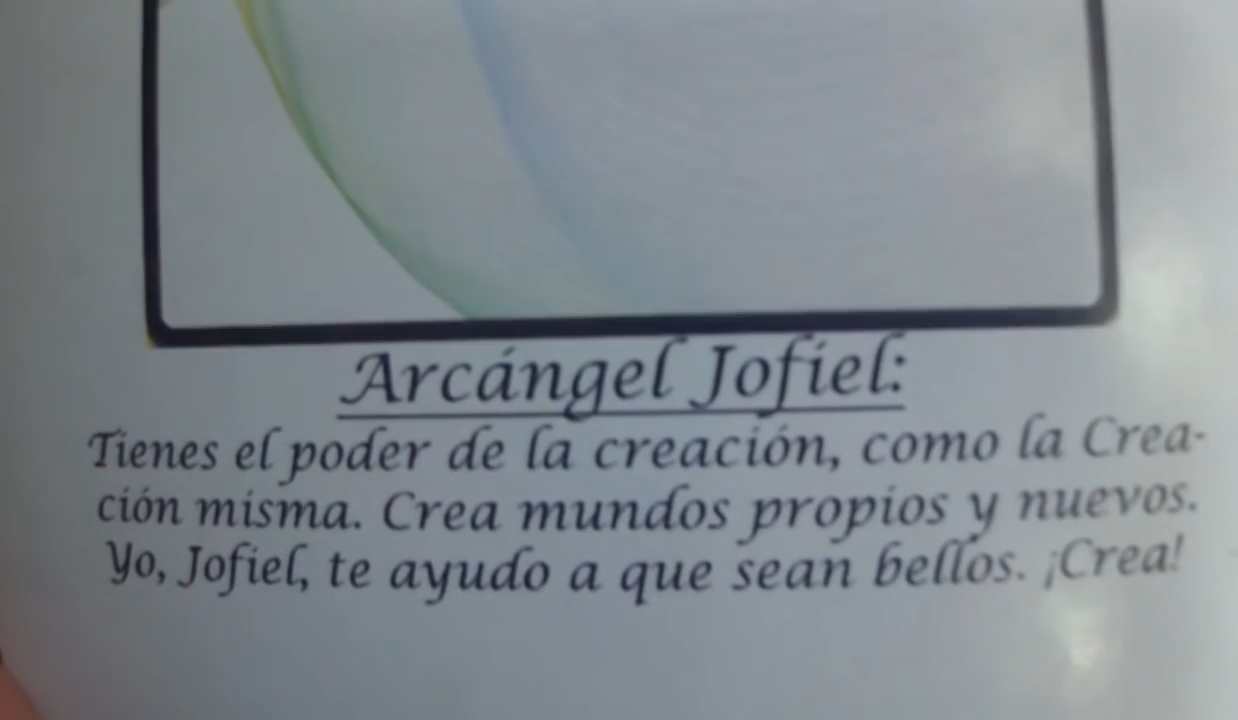 Arcángel Jofiel:
Tienes el poder de la creación, como la Crea-
ción misma. Crea mundos propios y nuevos.
Yo, Jofiel, te ayudo a que sean bellos. ¡Crea!